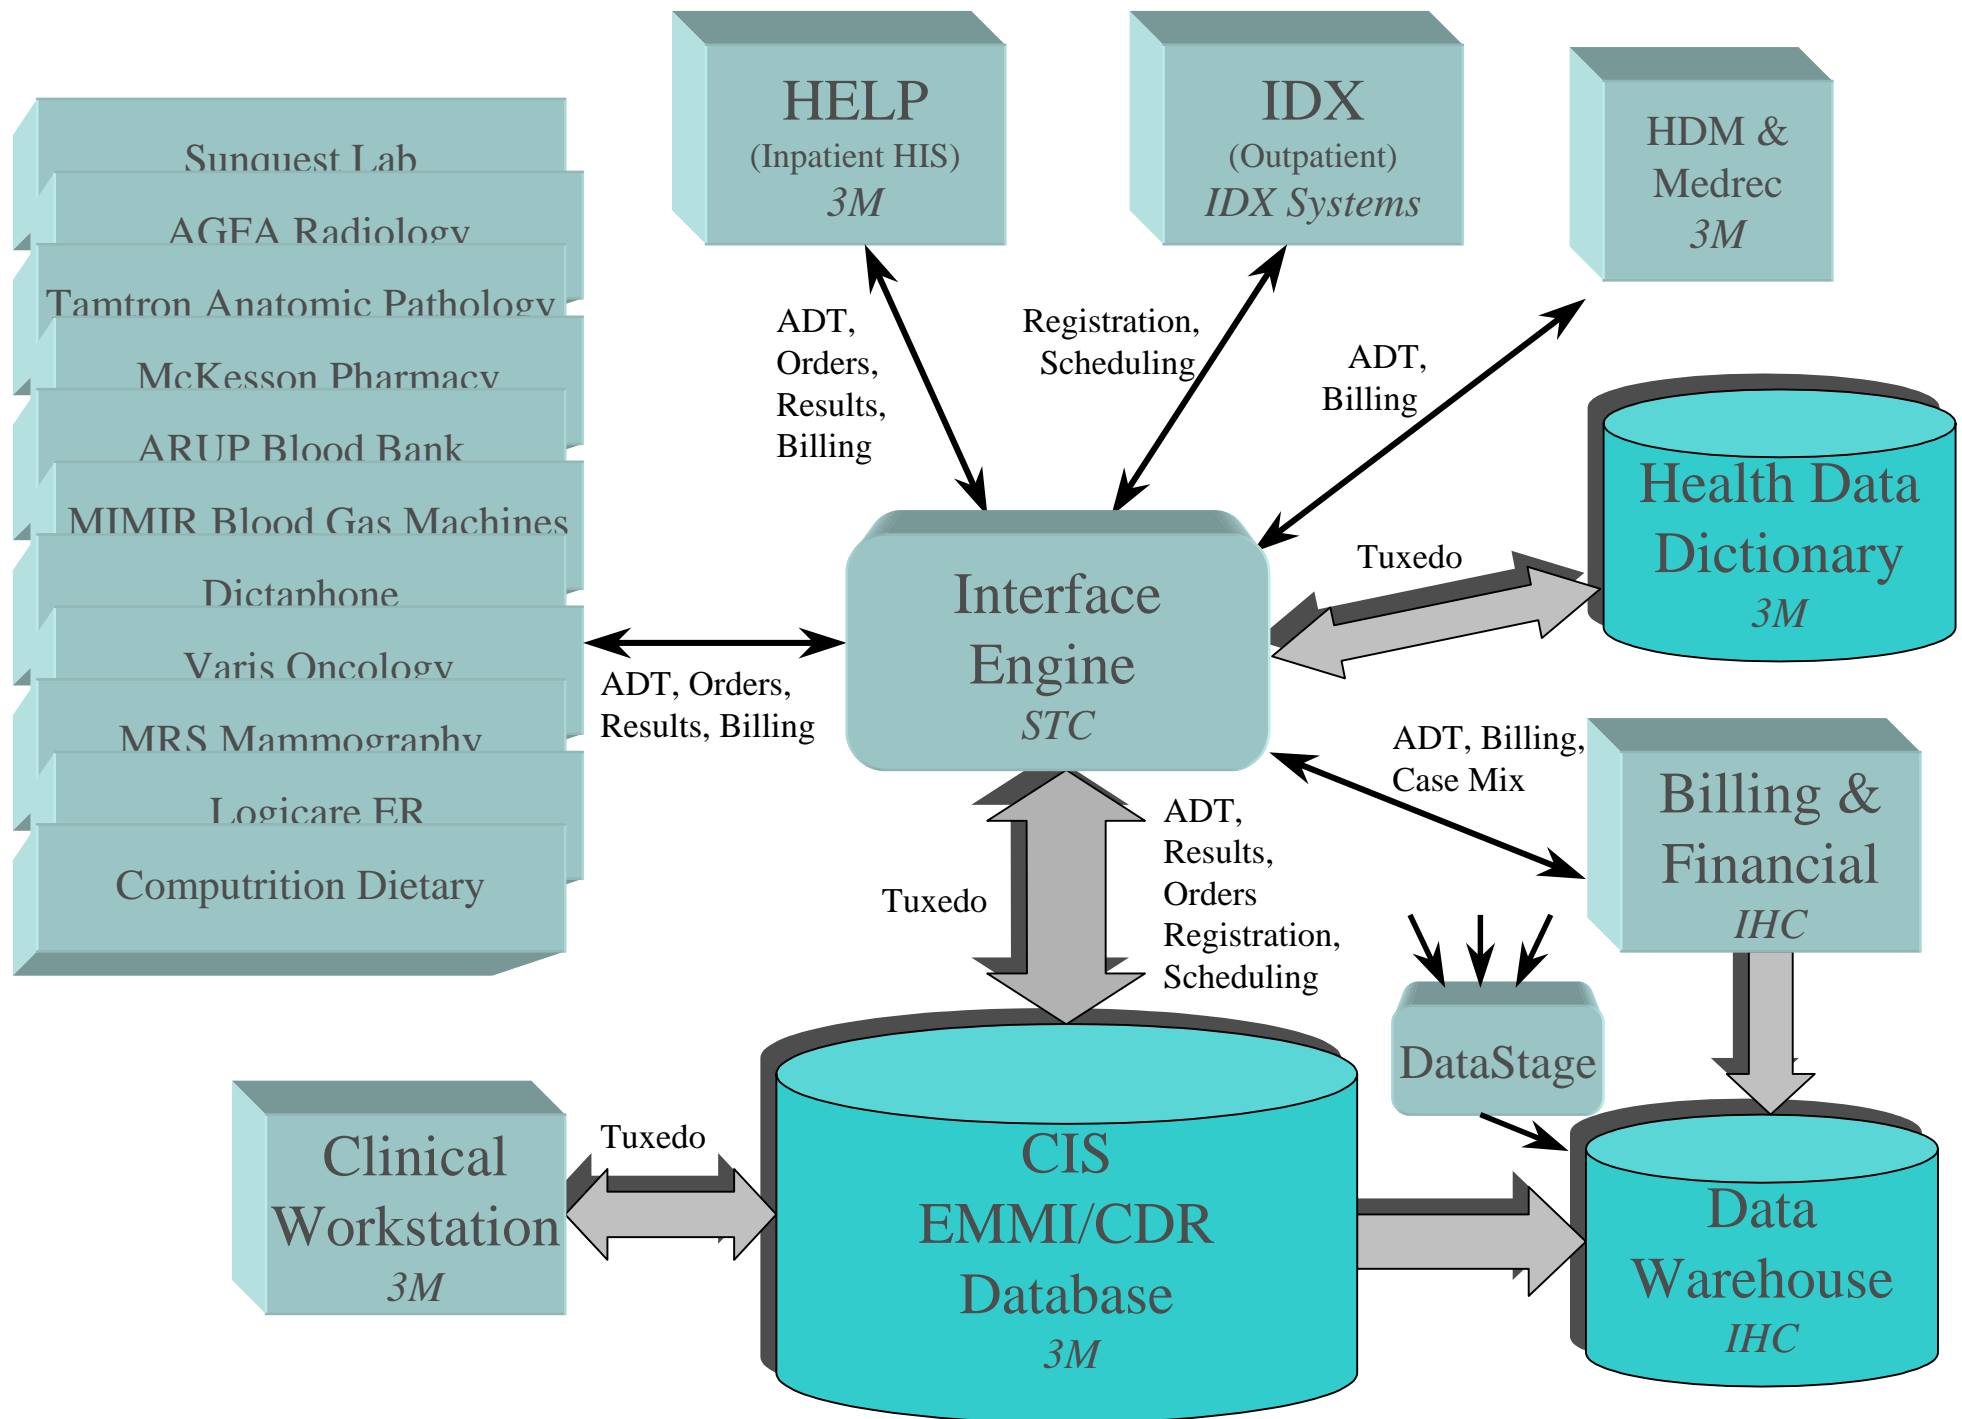 HELP
(Inpatient HIS)
3M
IDX
(Outpatient)
IDX Systems
HDM &
Medrec
3M
Sunquest Lab
AGFA Radiology
Tamtron Anatomic Pathology
McKesson Pharmacy
ARUP Blood Bank
MIMIR Blood Gas Machines
Dictaphone
Varis Oncology
MRS Mammography
Logicare ER
Computrition Dietary
ADT,
Orders,
Results,
Billing
Registration,
Scheduling
ADT,
Billing
Health Data
Dictionary
3M
Tuxedo
Interface
Engine
STC
ADT, Orders,
Results, Billing
ADT, Billing,
Case Mix
Billing &
Financial
IHC
Tuxedo
ADT,
Results,
Orders
Registration,
Scheduling
DataStage
Clinical
Workstation
3M
Tuxedo
CIS
EMMI/CDR
Database
3M
Data
Warehouse
IHC